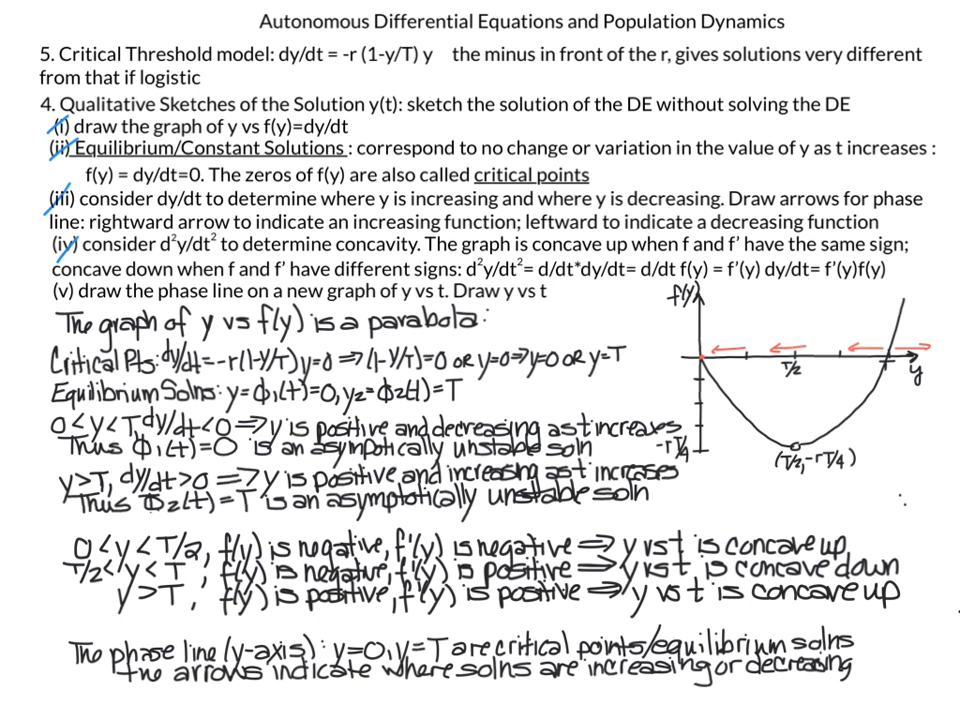 Autonomous Differential Equations and Population Dynamics
5. Critical Threshold model: dy/dt = -r (1-y/T) y    the minus in front of the r, gives solutions very different
from that if logistic
4. Qualitative Sketches of the Solution y(t): sketch the solution of the DE without solving the DE
(i) draw the graph of y vs f(y)=dy/dt
(ii) Equilibrium/Constant Solutions : correspond to no change or variation in the value of y as t increases :
f(y) = dy/dt=0. The zeros of f(y) are also called critical points
(iii) consider dy/dt to determine where y is increasing and where y is decreasing. Draw arrows for phase
line: rightward arrow to indicate an increasing function; leftward to indicate a decreasing function
(iv) consider d²y/dt² to determine concavity. The graph is concave up when f and f' have the same sign;
concave down when f and f' have different signs: d²y/dt²= d/dt*dy/dt= d/dt f(y) = f'(y) dy/dt= f'(y)f(y)
(v) draw the phase line on a new graph of y vs t. Draw y vs t
f(y)
The graph of y vs f(y) is a parabola:
Critical Pts: dy/dt=-r(1-y/T)y=0 => (1-y/T)=0 or y=0=>y=0 or y=T
T/2
T
y
Equilibrium Solns: y=ϕ₁(t)=0, y₂=ϕ₂(t)=T
0<y<T, dy/dt<0 => y is positive and decreasing as t increases
Thus ϕ₁(t)=0 is an asymptotically unstable soln
-rT/4
(T/2,-rT/4)
y>T, dy/dt>0 => y is positive and increasing as t increases
Thus ϕ₂(t)=T is an asymptotically unstable soln
0<y<T/2, f(y) is negative, f'(y) is negative => y vs t is concave up
T/2<y<T, f(y) is negative, f'(y) is positive => y vs t is concave down
y>T, f(y) is positive, f'(y) is positive => y vs t is concave up
The phase line (y-axis): y=0, y=T are critical points/equilibrium solns
the arrows indicate where solns are increasing or decreasing